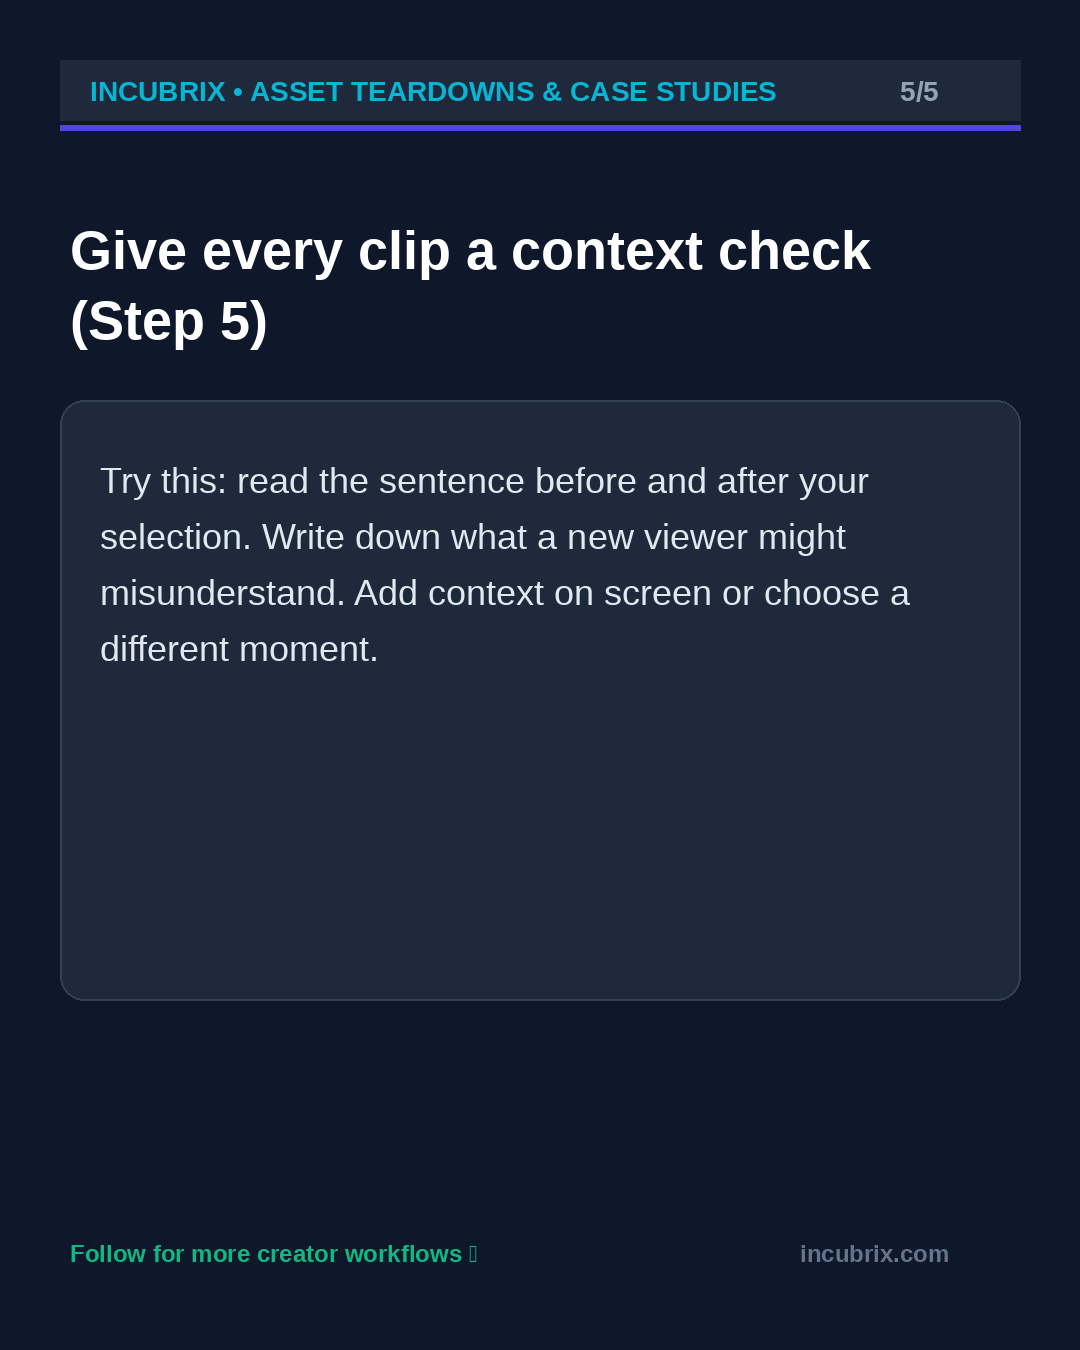 INCUBRIX • ASSET TEARDOWNS & CASE STUDIES 5/5
Give every clip a context check
(Step 5)
Try this: read the sentence before and after your
selection. Write down what a new viewer might
misunderstand. Add context on screen or choose a
different moment.
Follow for more creator workflows
incubrix.com